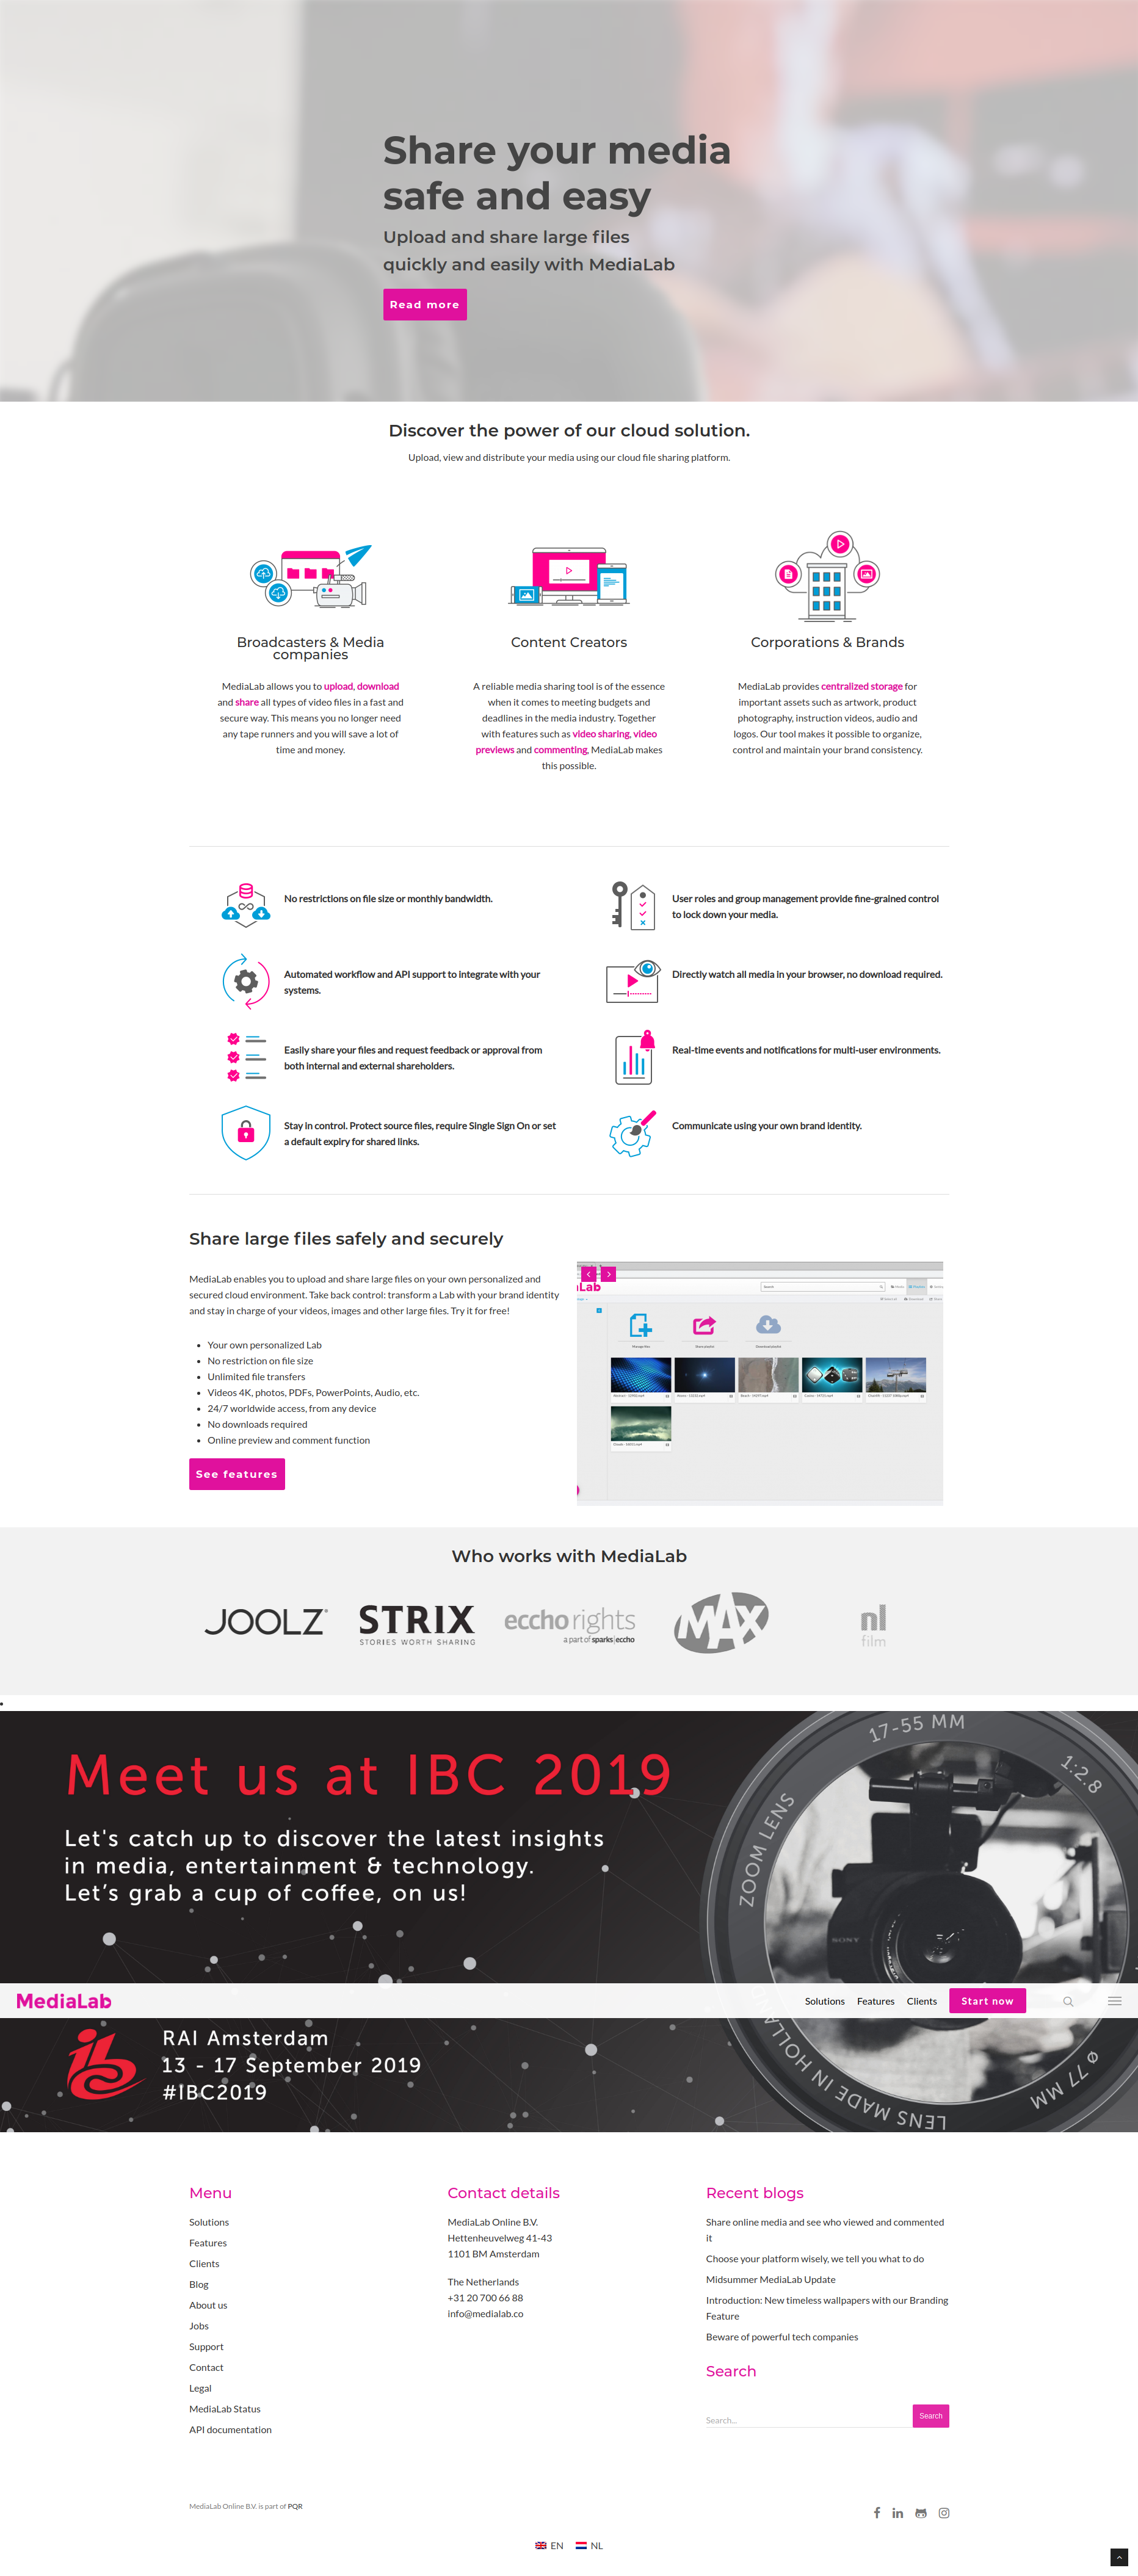 Share your media
safe and easy
Upload and share large files
quickly and easily with MediaLab
Read more
Discover the power of our cloud solution.
Upload, view and distribute your media using our cloud file sharing platform.
Broadcasters & Media
companies
MediaLab allows you to upload, download
and share all types of video files in a fast and
secure way. This means you no longer need
any tape runners and you will save a lot of
time and money.
Content Creators
A reliable media sharing tool is of the essence
when it comes to meeting budgets and
deadlines in the media industry. Together
with features such as video sharing, video
previews and commenting, MediaLab makes
this possible.
Corporations & Brands
MediaLab provides centralized storage for
important assets such as artwork, product
photography, instruction videos, audio and
logos. Our tool makes it possible to organize,
control and maintain your brand consistency.
No restrictions on file size or monthly bandwidth.
User roles and group management provide fine-grained control
to lock down your media.
Automated workflow and API support to integrate with your
systems.
Directly watch all media in your browser, no download required.
Easily share your files and request feedback or approval from
both internal and external shareholders.
Real-time events and notifications for multi-user environments.
Stay in control. Protect source files, require Single Sign On or set
a default expiry for shared links.
Communicate using your own brand identity.
Share large files safely and securely
MediaLab enables you to upload and share large files on your own personalized and
secured cloud environment. Take back control: transform a Lab with your brand identity
and stay in charge of your videos, images and other large files. Try it for free!
Your own personalized Lab
No restriction on file size
Unlimited file transfers
Videos 4K, photos, PDFs, PowerPoints, Audio, etc.
24/7 worldwide access, from any device
No downloads required
Online preview and comment function
See features
Lab
Search
Who works with MediaLab
JOOLZ
STRIX
STORIES WORTH SHARING
eccho rights
a part of sparks|eccho
MAX
nl
film
Meet us at IBC 2019
Let's catch up to discover the latest insights
in media, entertainment & technology.
Let's grab a cup of coffee, on us!
17-55 MM
1:2.8
ZOOM LENS
SONY
MediaLab
Solutions
Features
Clients
Start now
RAI Amsterdam
13 - 17 September 2019
#IBC2019
LENS MADE IN HOLLAND
Ø 77 MM
Menu
Solutions
Features
Clients
Blog
About us
Jobs
Support
Contact
Legal
MediaLab Status
API documentation
Contact details
MediaLab Online B.V.
Hettenheuvelweg 41-43
1101 BM Amsterdam
The Netherlands
+31 20 700 66 88
info@medialab.co
Recent blogs
Share online media and see who viewed and commented
it
Choose your platform wisely, we tell you what to do
Midsummer MediaLab Update
Introduction: New timeless wallpapers with our Branding
Feature
Beware of powerful tech companies
Search
Search...
Search
MediaLab Online B.V. is part of PQR
EN
NL